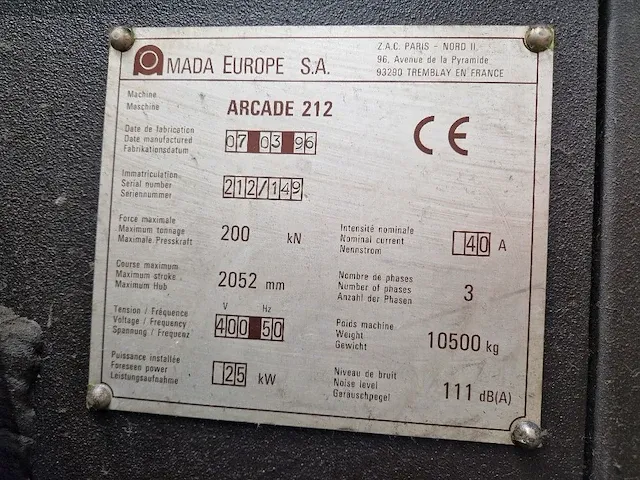 AMADA EUROPE S.A.
Z.A.C. PARIS - NORD II.
96, Avenue de la Pyramide
93290 TREMBLAY EN FRANCE
Machine
Maschine
ARCADE 212
CE
Date de fabrication
Date manufactured
Fabrikationsdatum
07 03 96
Immatriculation
Serial number
Seriennummer
212/149
Force maximale
Maximum tonnage
Maximale Presskraft
200 kN
Intensité nominale
Nominal current
Nennstrom
40 A
Course maximum
Maximum stroke
Maximum Hub
2052 mm
Nombre de phases
Number of phases
Anzahl der Phasen
3
Tension / Fréquence
Voltage / Frequency
Spannung / Frequenz
V Hz
400 50
Poids machine
Weight
Gewicht
10500 kg
Puissance installée
Foreseen power
Leistungsaufnahme
25 kW
Niveau de bruit
Noise level
Geräuschpegel
111 dB(A)